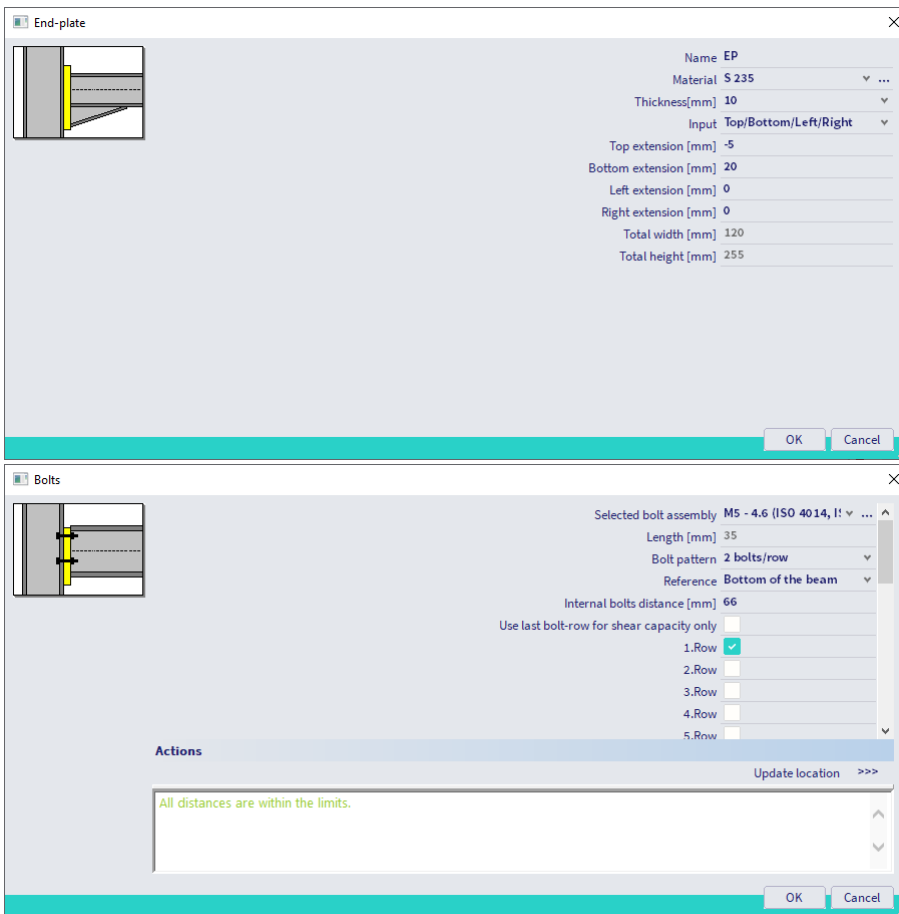 End-plate
Name EP
Material S 235 ...
Thickness[mm] 10
Input Top/Bottom/Left/Right
Top extension [mm] -5
Bottom extension [mm] 20
Left extension [mm] 0
Right extension [mm] 0
Total width [mm] 120
Total height [mm] 255
OK Cancel
Bolts
Selected bolt assembly M5 - 4.6 (ISO 4014, I! ...
Length [mm] 35
Bolt pattern 2 bolts/row
Reference Bottom of the beam
Internal bolts distance [mm] 66
Use last bolt-row for shear capacity only
1.Row
2.Row
3.Row
4.Row
5.Row
Actions
Update location >>>
All distances are within the limits.
OK Cancel